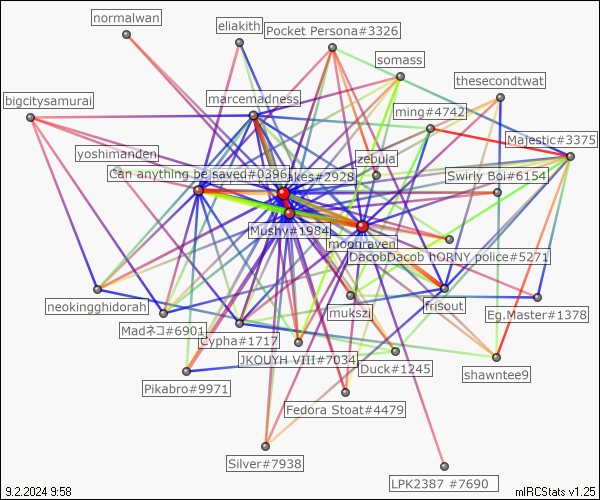 normalwan
eliakith
Pocket Persona#3326
somass
thesecondtwat
bigcitysamurai
marcemadness
ming#4742
Majestic#3375
yoshimanden
zebula
Can anything be saved#0396
akes#2928
Swirly Boi#6154
Mushy#1984
moonraven
DacobDacob hORNY police#5271
neokingghidorah
Madネコ#6901
mukszi
frisout
Eg.Master#1378
Cypha#1717
JKOUYH VIII#7034
Duck#1245
shawntee9
Pikabro#9971
Fedora Stoat#4479
Silver#7938
LPK2387 #7690
9.2.2024 9:58
mIRCStats v1.25